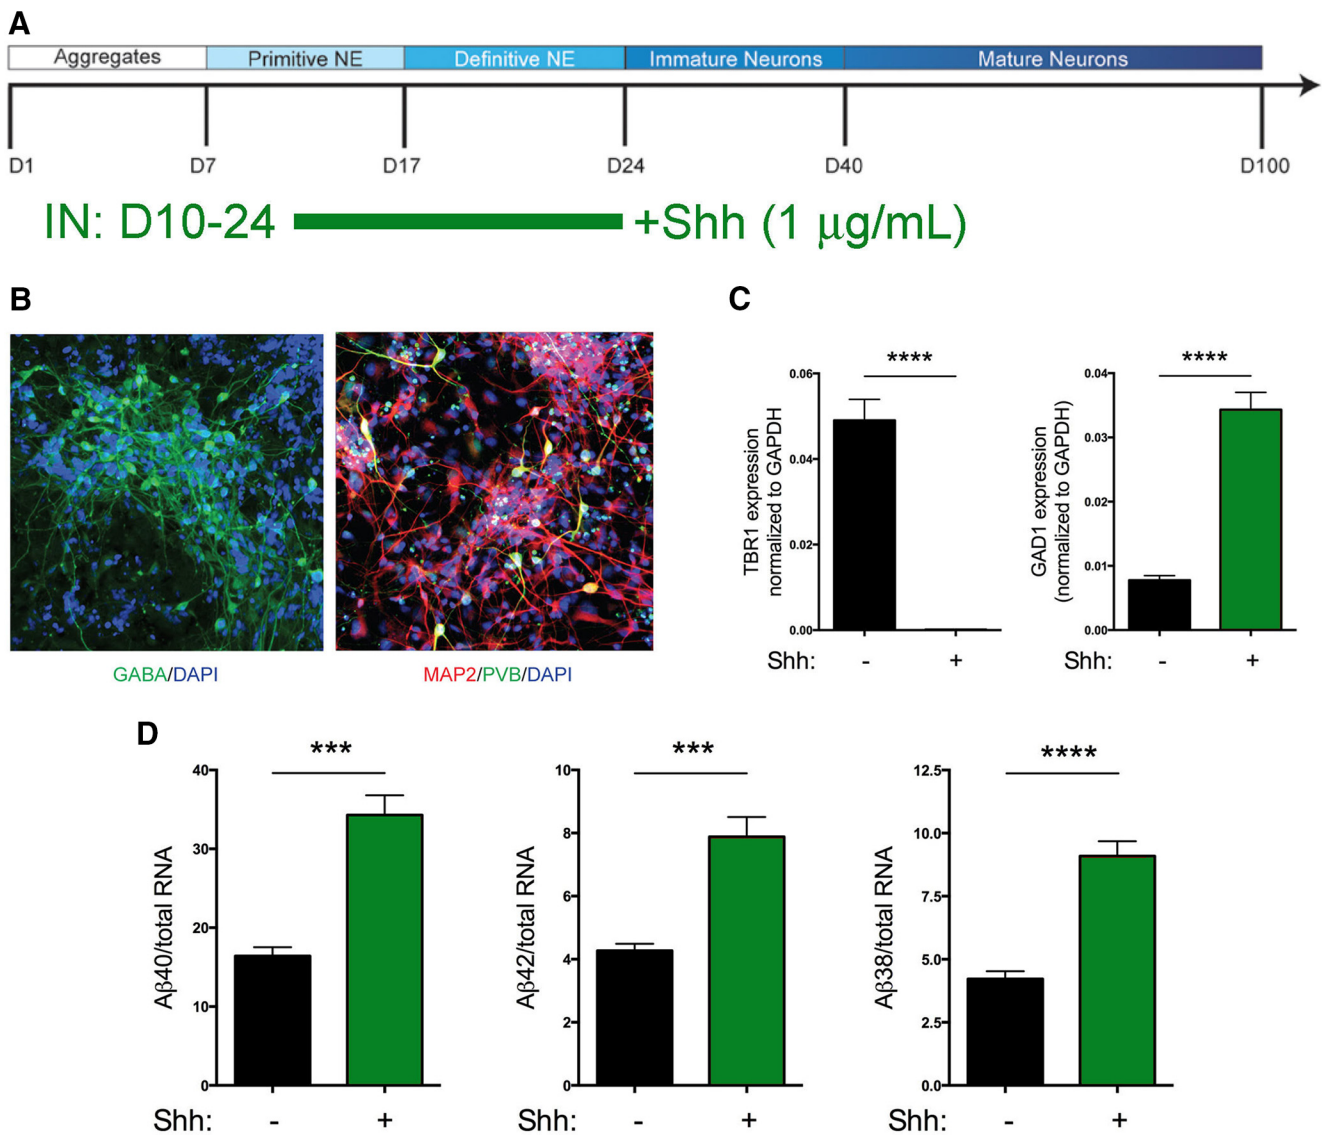 A
Aggregates Primitive NE Definitive NE Immature Neurons Mature Neurons
D1 D7 D17 D24 D40 D100
IN: D10-24 +Shh (1 μg/mL)
B
GABA/DAPI
MAP2/PVB/DAPI
C
****
TBR1 expression
normalized to GAPDH
0.06
0.04
0.02
0.00
Shh: - +
****
GAD1 expression
(normalized to GAPDH)
0.04
0.03
0.02
0.01
0.00
Shh: - +
D
***
Aβ40/total RNA
40
30
20
10
0
Shh: - +
***
Aβ42/total RNA
10
8
6
4
2
0
Shh: - +
****
Aβ38/total RNA
12.5
10.0
7.5
5.0
2.5
0.0
Shh: - +